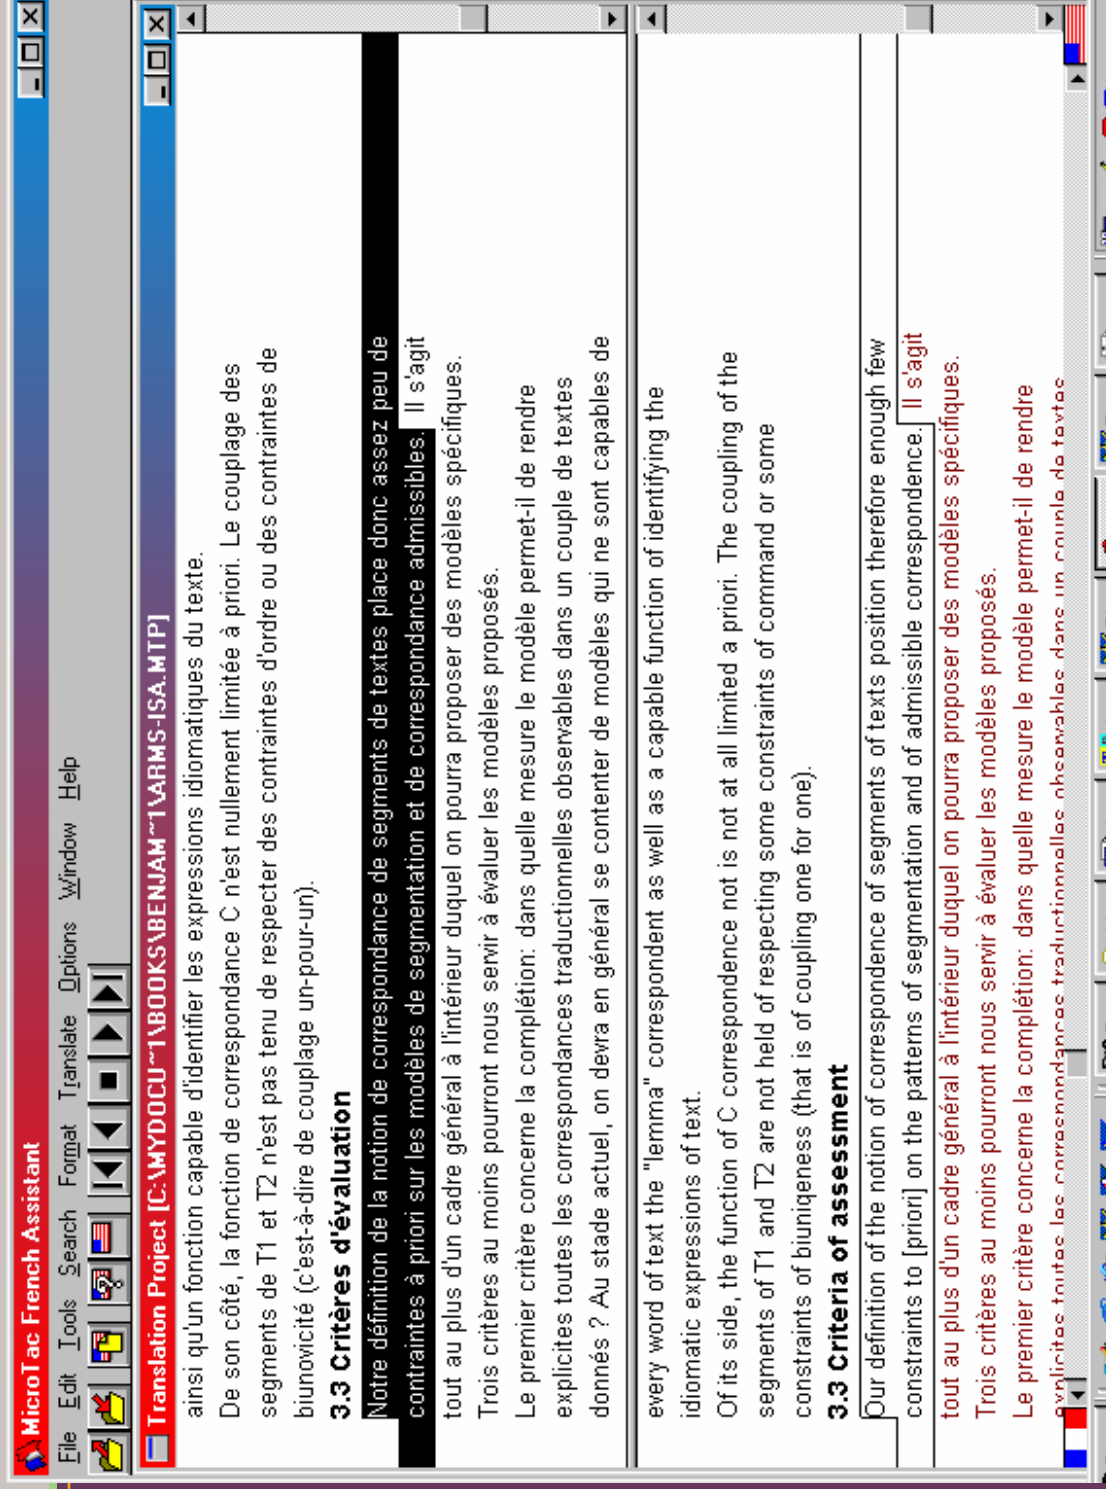 MicroTac French Assistant
File Edit Tools Search Format Translate Options Window Help
Translation Project [C:\MYDOCU~1\BOOKS\BENJAM~1\ARMS-ISA.MTP]
ainsi qu'un fonction capable d'identifier les expressions idiomatiques du texte.
De son côté, la fonction de correspondance C n'est nullement limitée à priori. Le couplage des
segments de T1 et T2 n'est pas tenu de respecter des contraintes d'ordre ou des contraintes de
biunovicité (c'est-à-dire de couplage un-pour-un).
3.3 Critères d'évaluation
Notre définition de la notion de correspondance de segments de textes place donc assez peu de
contraintes à priori sur les modèles de segmentation et de correspondance admissibles. Il s'agit
tout au plus d'un cadre général à l'intérieur duquel on pourra proposer des modèles spécifiques.
Trois critères au moins pourront nous servir à évaluer les modèles proposés.
Le premier critère concerne la complétion: dans quelle mesure le modèle permet-il de rendre
explicites toutes les correspondances traductionnelles observables dans un couple de textes
donnés ? Au stade actuel, on devra en général se contenter de modèles qui ne sont capables de
every word of text the "lemma" correspondent as well as a capable function of identifying the
idiomatic expressions of text.
Of its side, the function of C correspondence not is not at all limited a priori. The coupling of the
segments of T1 and T2 are not held of respecting some constraints of command or some
constraints of biuniqeness (that is of coupling one for one).
3.3 Criteria of assessment
Our definition of the notion of correspondence of segments of texts position therefore enough few
constraints to [priori] on the patterns of segmentation and of admissible correspondence. Il s'agit
tout au plus d'un cadre général à l'intérieur duquel on pourra proposer des modèles spécifiques.
Trois critères au moins pourront nous servir à évaluer les modèles proposés.
Le premier critère concerne la complétion: dans quelle mesure le modèle permet-il de rendre
explicites toutes les correspondances traductionnelles observables dans un couple de textes